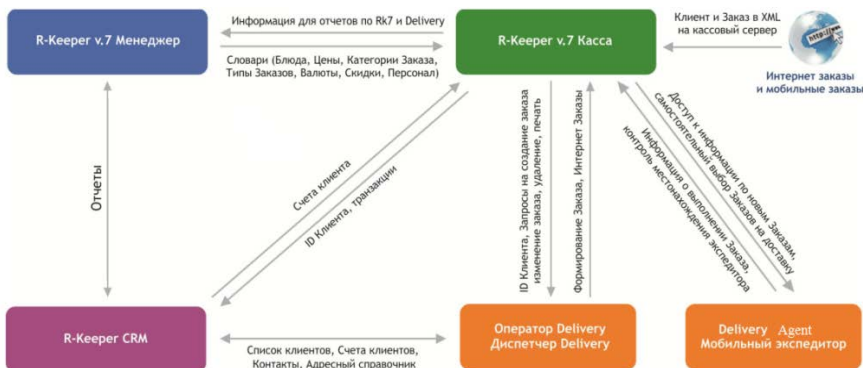 Информация для отчетов по Rk7 и Delivery
R-Keeper v.7 Менеджер
R-Keeper v.7 Касса
Клиент и Заказ в XML
на кассовый сервер
http://
Словари (Блюда, Цены, Категории Заказа,
Типы Заказов, Валюты, Скидки, Персонал)
Интернет заказы
и мобильные заказы
Отчеты
Счета клиента
ID Клиента, транзакции
ID Клиента, Запросы на создание заказа
изменение заказа, удаление, печать
Формирование Заказа, Интернет Заказы
Доступ к информации по новым Заказам,
самостоятельный выбор Заказов на доставку
Информация о выполнении Заказа,
контроль местонахождения экспедитора
R-Keeper CRM
Оператор Delivery
Диспетчер Delivery
Delivery Agent
Мобильный экспедитор
Список клиентов, Счета клиентов,
Контакты, Адресный справочник